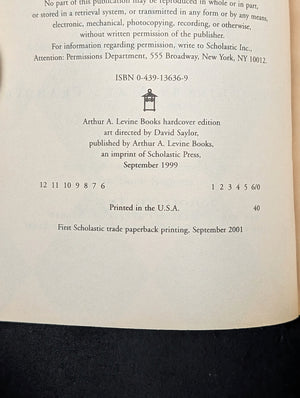 No part of this publication may be reproduced in whole or in part,
or stored in a retrieval system, or transmitted in any form or by any means,
electronic, mechanical, photocopying, recording, or otherwise,
without written permission of the publisher.
For information regarding permission, write to Scholastic Inc.,
Attention: Permissions Department, 555 Broadway, New York, NY 10012.
ISBN 0-439-13636-9
Arthur A. Levine Books hardcover edition
art directed by David Saylor,
published by Arthur A. Levine Books,
an imprint of Scholastic Press,
September 1999
12 11 10 9 8 7 6 1 2 3 4 5 6/0
Printed in the U.S.A. 40
First Scholastic trade paperback printing, September 2001